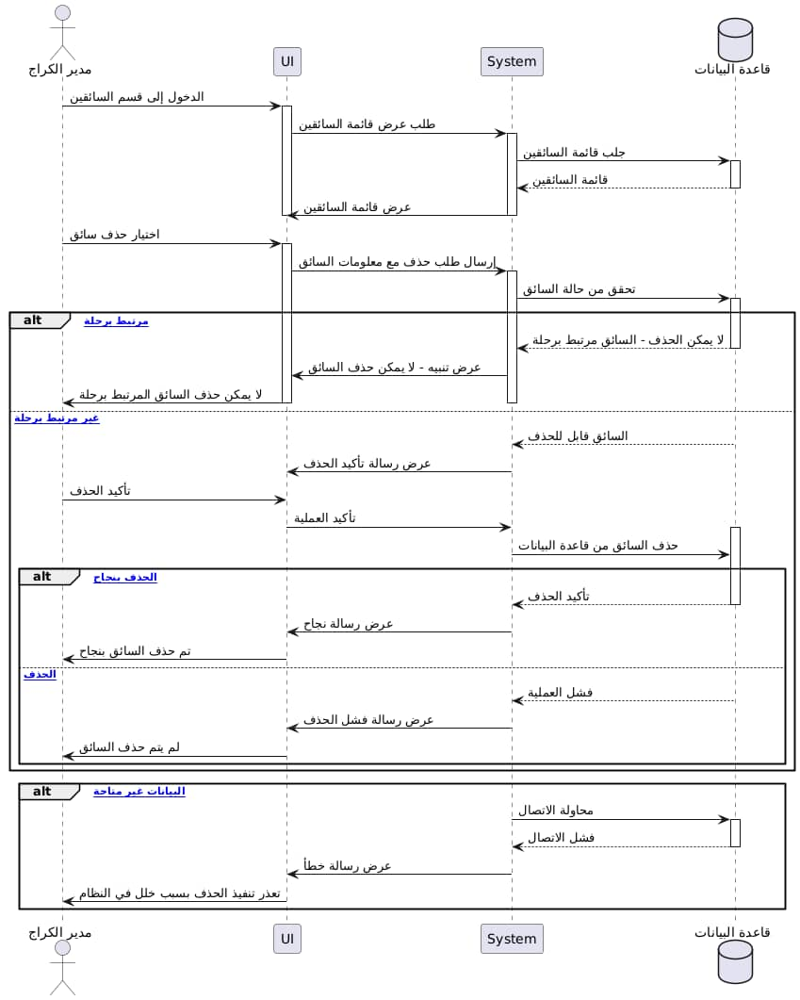 مدير الكراج
UI
System
قاعدة البيانات
الدخول إلى قسم السائقين
طلب عرض قائمة السائقين
جلب قائمة السائقين
قائمة السائقين
عرض قائمة السائقين
اختيار حذف سائق
إرسال طلب حذف مع معلومات السائق
تحقق من حالة السائق
alt
مرتبط برحلة
لا يمكن الحذف - السائق مرتبط برحلة
عرض تنبيه - لا يمكن حذف السائق
لا يمكن حذف السائق المرتبط برحلة
غير مرتبط برحلة
السائق قابل للحذف
عرض رسالة تأكيد الحذف
تأكيد الحذف
تأكيد العملية
حذف السائق من قاعدة البيانات
alt
الحذف بنجاح
تأكيد الحذف
عرض رسالة نجاح
تم حذف السائق بنجاح
الحذف
فشل العملية
عرض رسالة فشل الحذف
لم يتم حذف السائق
alt
البيانات غير متاحة
محاولة الاتصال
فشل الاتصال
عرض رسالة خطأ
تعذر تنفيذ الحذف بسبب خلل في النظام
مدير الكراج
UI
System
قاعدة البيانات